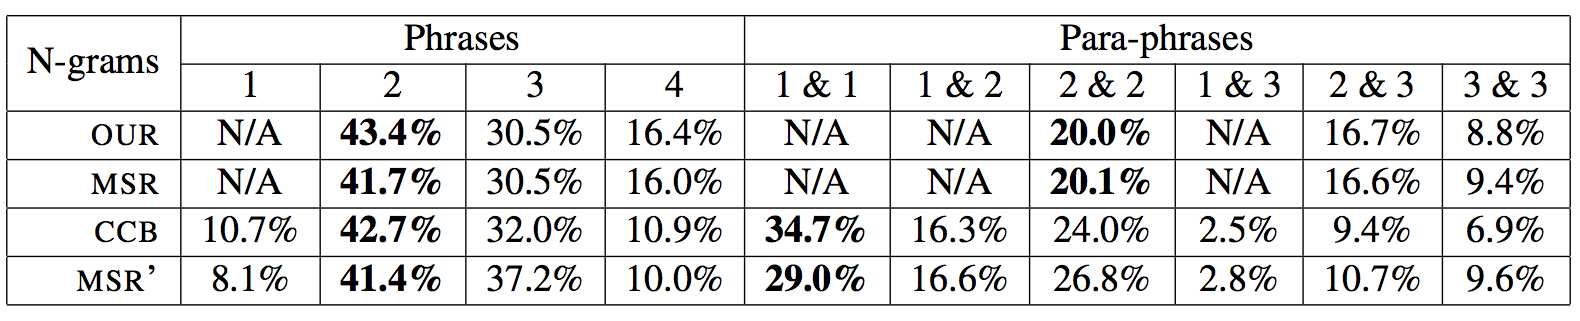 N-grams Phrases Para-phrases
1 2 3 4 1 & 1 1 & 2 2 & 2 1 & 3 2 & 3 3 & 3
OUR N/A 43.4% 30.5% 16.4% N/A N/A 20.0% N/A 16.7% 8.8%
MSR N/A 41.7% 30.5% 16.0% N/A N/A 20.1% N/A 16.6% 9.4%
CCB 10.7% 42.7% 32.0% 10.9% 34.7% 16.3% 24.0% 2.5% 9.4% 6.9%
MSR’ 8.1% 41.4% 37.2% 10.0% 29.0% 16.6% 26.8% 2.8% 10.7% 9.6%